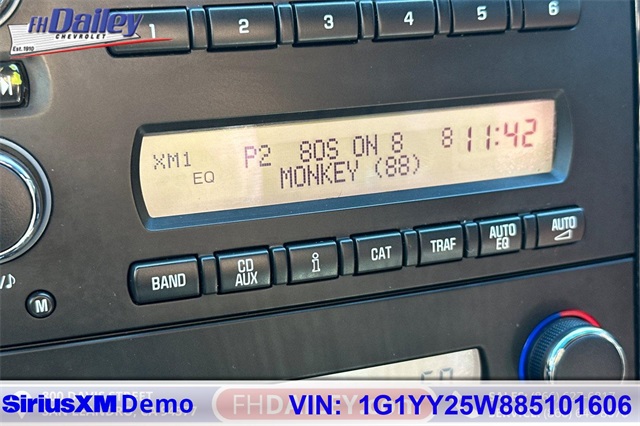 FH Dailey
CHEVROLET
Est. 1910
1 2 3 4 5 6
XM1 P2 80S ON 8 8 11:42
EQ MONKEY (88)
BAND CD AUX i CAT TRAF AUTO EQ AUTO
M
SiriusXM Demo VIN: 1G1YY25W885101606
FHDAILEY